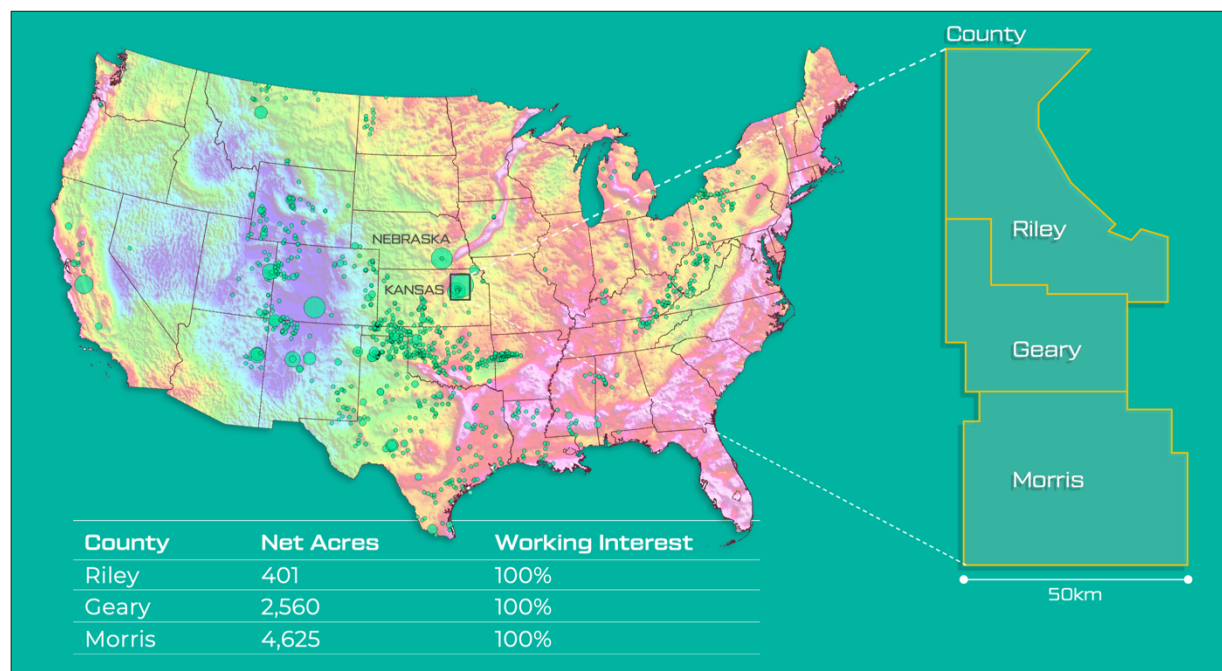 County
NEBRASKA
KANSAS
Riley
Geary
Morris
50km
County Net Acres Working Interest
Riley 401 100%
Geary 2,560 100%
Morris 4,625 100%